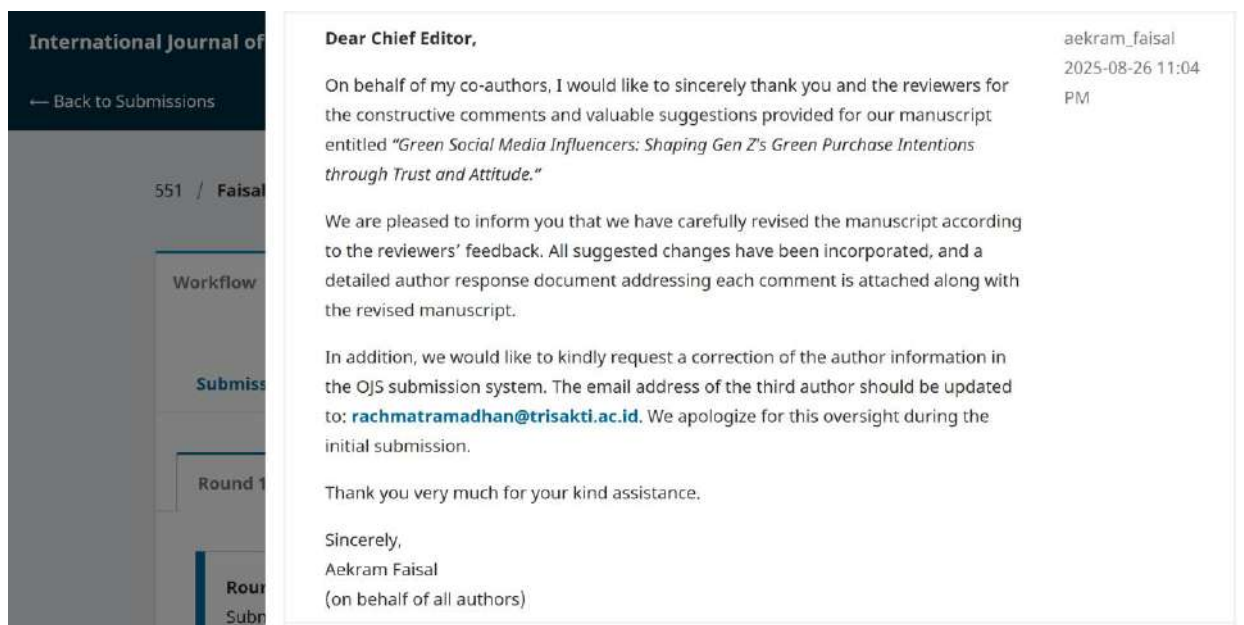 International Journal of
← Back to Submissions
551 / Faisal
Workflow
Submiss
Round 1
Roun
Subn
Dear Chief Editor,
On behalf of my co-authors, I would like to sincerely thank you and the reviewers for
the constructive comments and valuable suggestions provided for our manuscript
entitled “Green Social Media Influencers: Shaping Gen Z's Green Purchase Intentions
through Trust and Attitude.”
We are pleased to inform you that we have carefully revised the manuscript according
to the reviewers’ feedback. All suggested changes have been incorporated, and a
detailed author response document addressing each comment is attached along with
the revised manuscript.
In addition, we would like to kindly request a correction of the author information in
the OJS submission system. The email address of the third author should be updated
to: rachmatramadhan@trisakti.ac.id. We apologize for this oversight during the
initial submission.
Thank you very much for your kind assistance.
Sincerely,
Aekram Faisal
(on behalf of all authors)
aekram_faisal
2025-08-26 11:04
PM